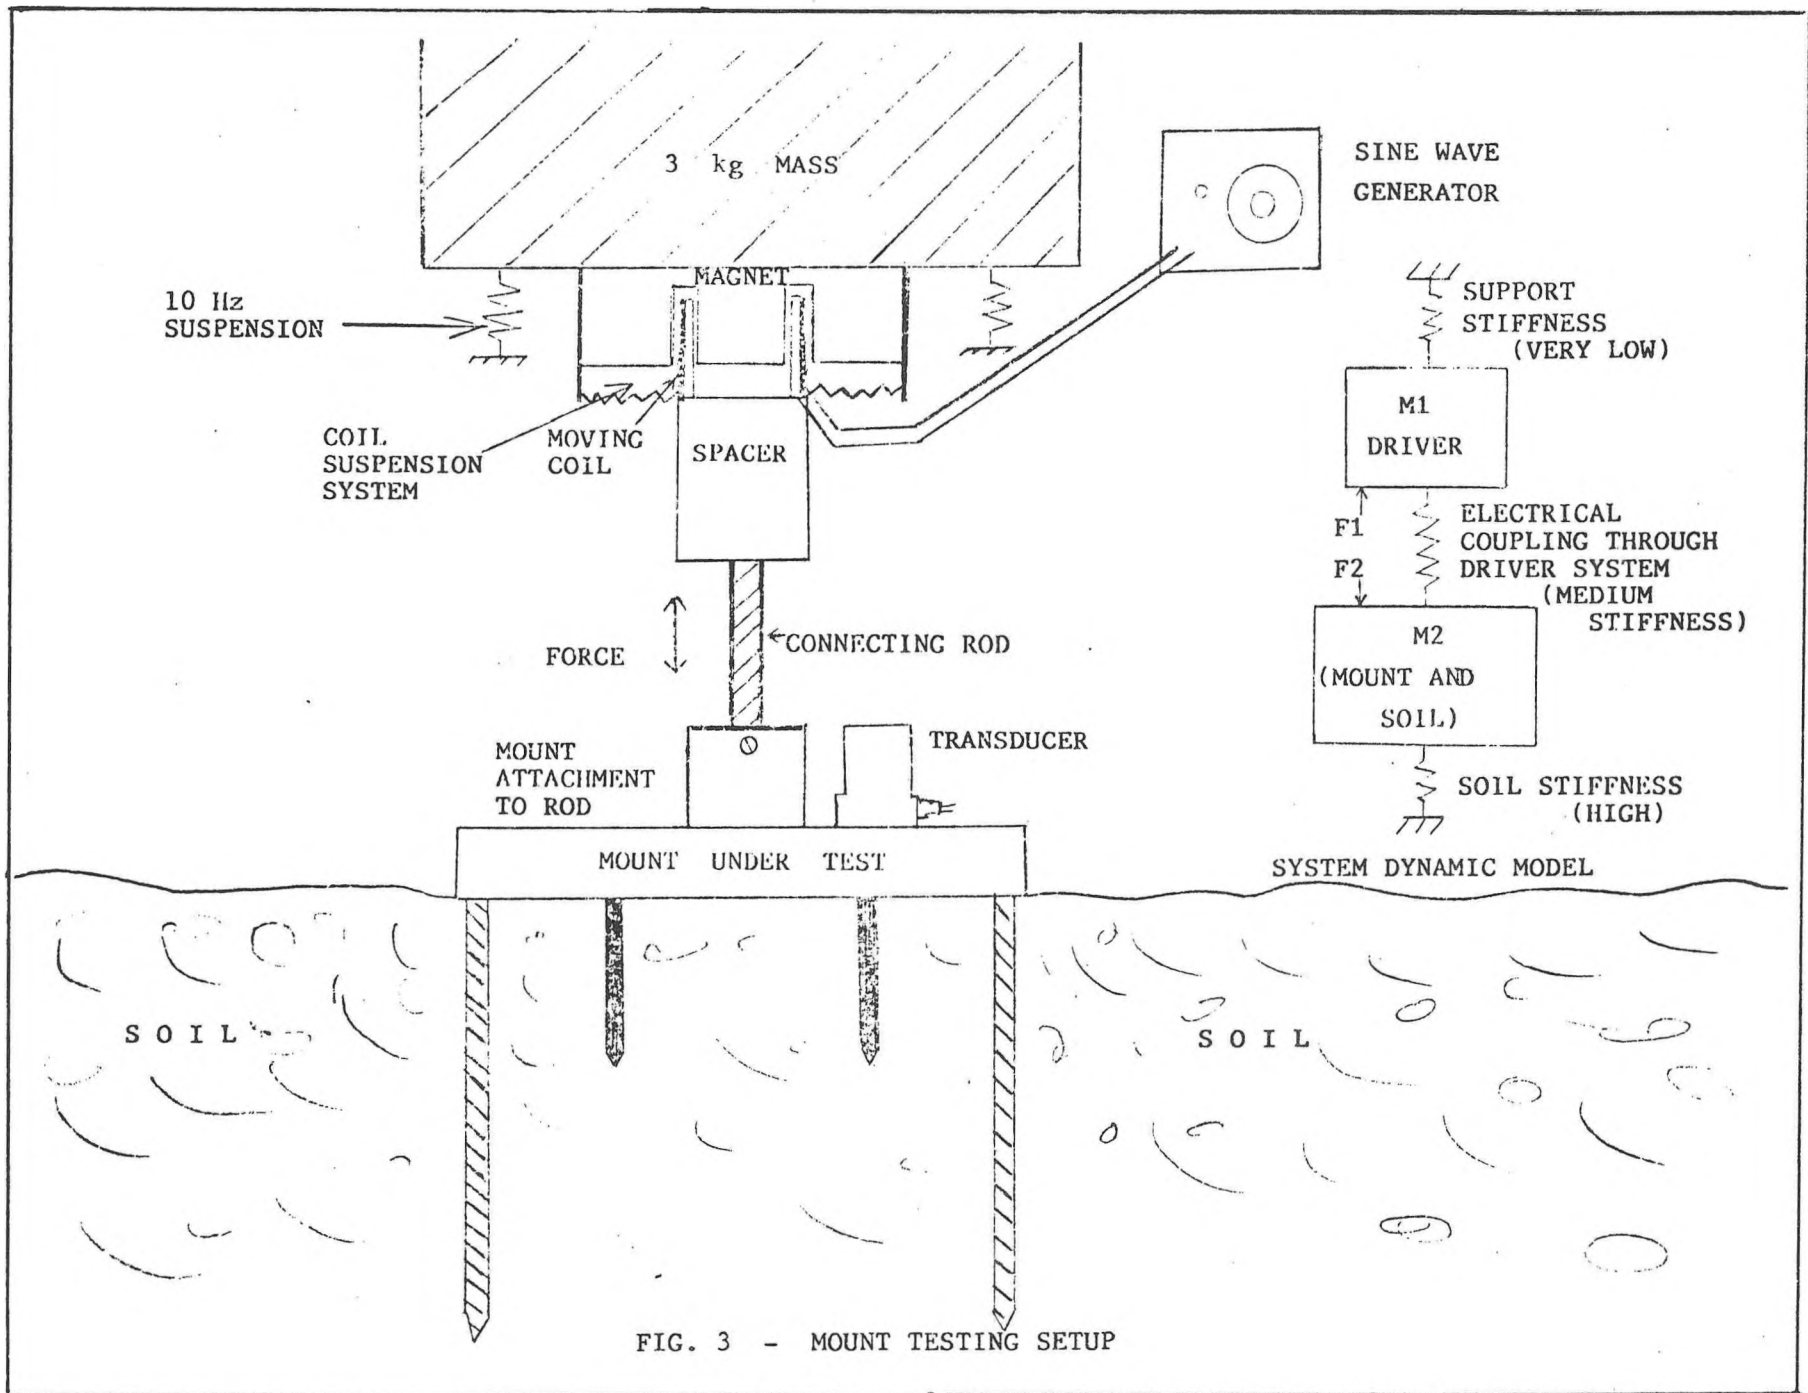 3 kg MASS
SINE WAVE
GENERATOR
MAGNET
10 Hz
SUSPENSION
SUPPORT
STIFFNESS
(VERY LOW)
M1
DRIVER
COIL
SUSPENSION
SYSTEM
MOVING
COIL
SPACER
F1
F2
ELECTRICAL
COUPLING THROUGH
DRIVER SYSTEM
(MEDIUM
STIFFNESS)
FORCE
CONNECTING ROD
M2
(MOUNT AND
SOIL)
MOUNT
ATTACHMENT
TO ROD
TRANSDUCER
SOIL STIFFNESS
(HIGH)
MOUNT UNDER TEST
SYSTEM DYNAMIC MODEL
SOIL
SOIL
FIG. 3 - MOUNT TESTING SETUP